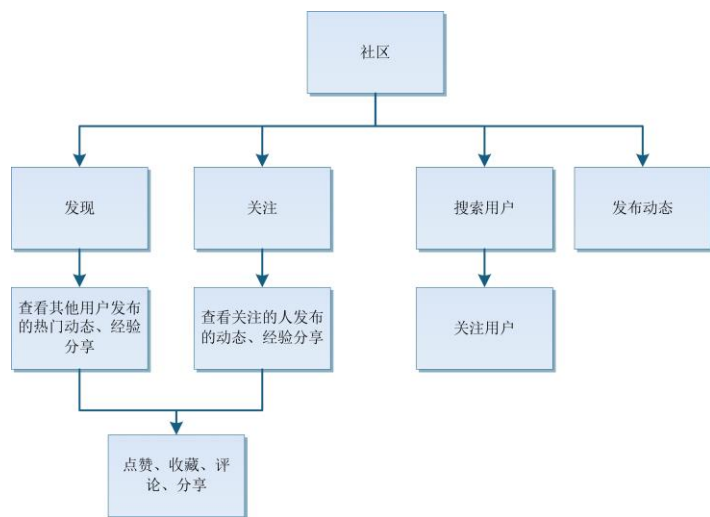 社区
发现
关注
搜索用户
发布动态
查看其他用户发布
的热门动态、经验
分享
查看关注的人发布
的动态、经验分享
关注用户
点赞、收藏、评
论、分享